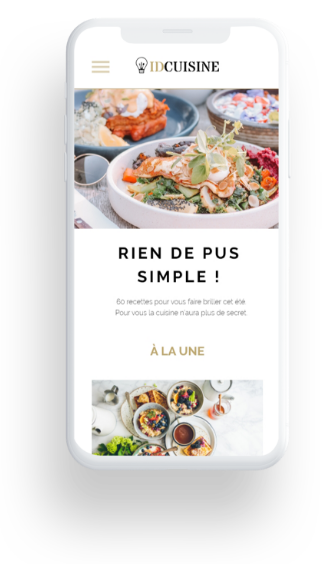 IDCUISINE
RIEN DE PUS
SIMPLE !
60 recettes pour vous faire briller cet été.
Pour vous la cuisine n'aura plus de secret.
À LA UNE